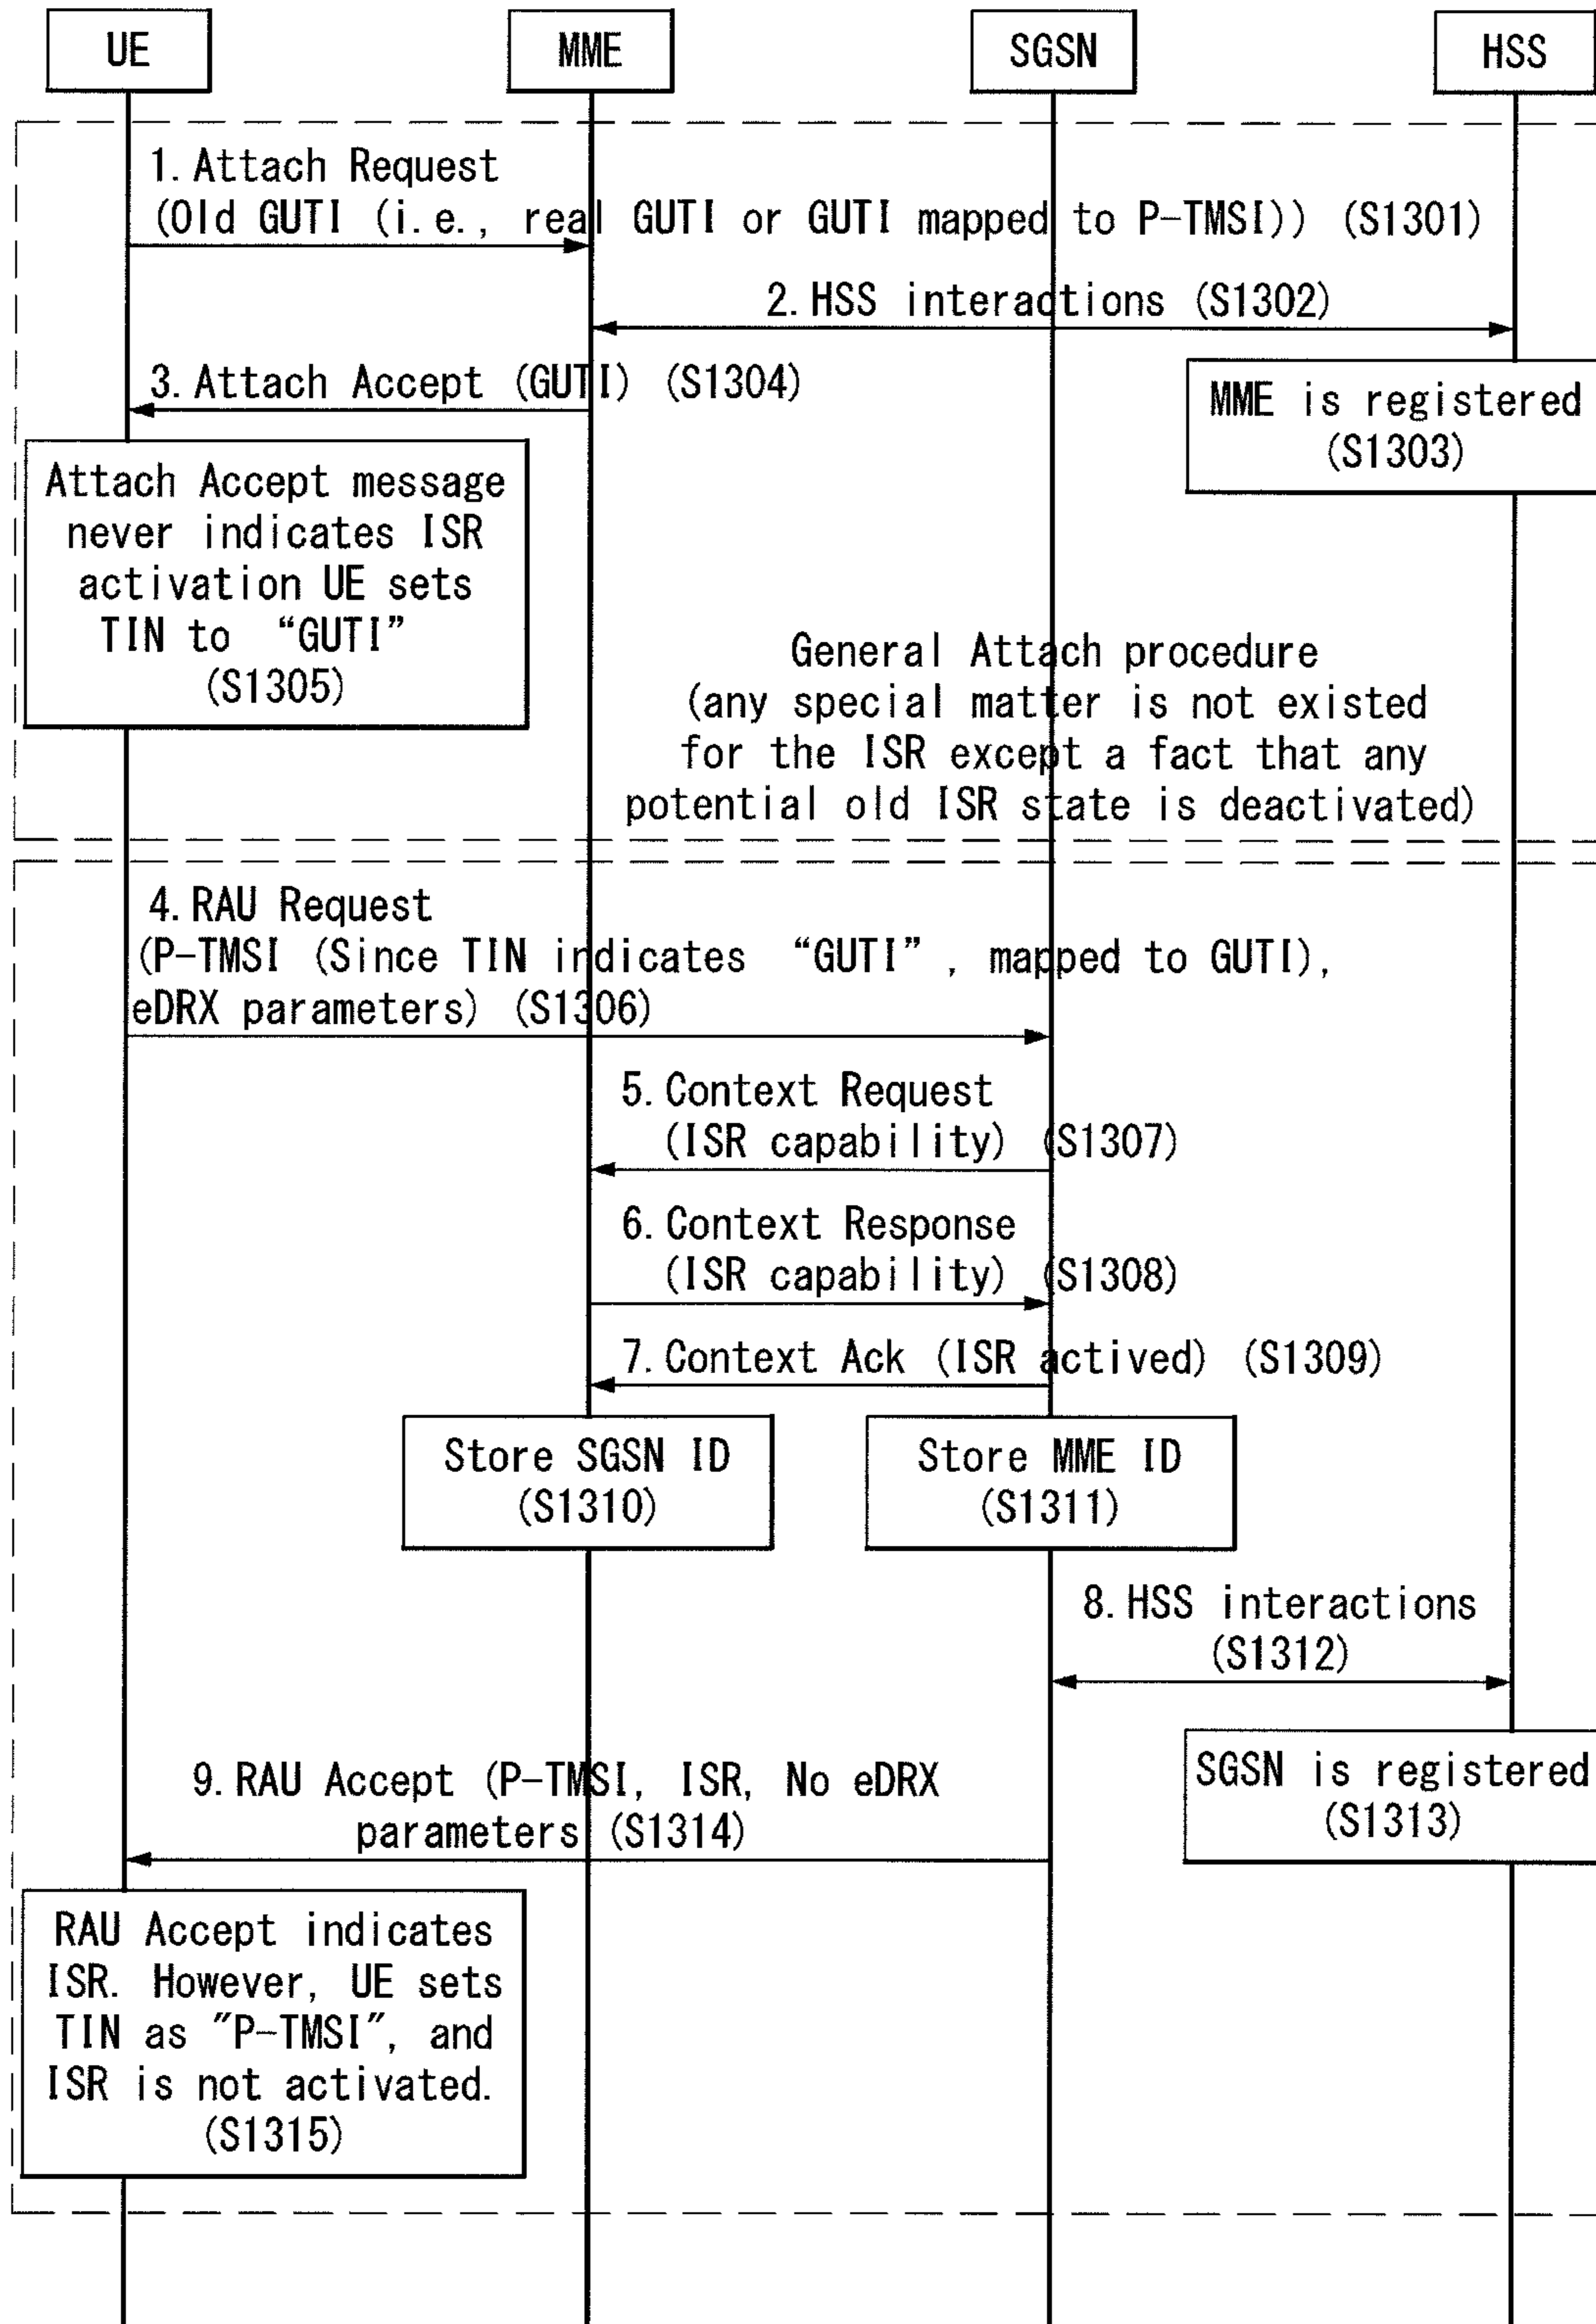 UE
MME
SGSN
HSS
1. Attach Request
(Old GUTI (i.e., real GUTI or GUTI mapped to P-TMSI)) (S1301)
2. HSS interactions (S1302)
3. Attach Accept (GUTI) (S1304)
MME is registered
(S1303)
Attach Accept message
never indicates ISR
activation UE sets
TIN to “GUTI”
(S1305)
General Attach procedure
(any special matter is not existed
for the ISR except a fact that any
potential old ISR state is deactivated)
4. RAU Request
(P-TMSI (Since TIN indicates “GUTI”, mapped to GUTI),
eDRX parameters) (S1306)
5. Context Request
(ISR capability) (S1307)
6. Context Response
(ISR capability) (S1308)
7. Context Ack (ISR actived) (S1309)
Store SGSN ID
(S1310)
Store MME ID
(S1311)
8. HSS interactions
(S1312)
SGSN is registered
(S1313)
9. RAU Accept (P-TMSI, ISR, No eDRX
parameters (S1314)
RAU Accept indicates
ISR. However, UE sets
TIN as "P-TMSI", and
ISR is not activated.
(S1315)